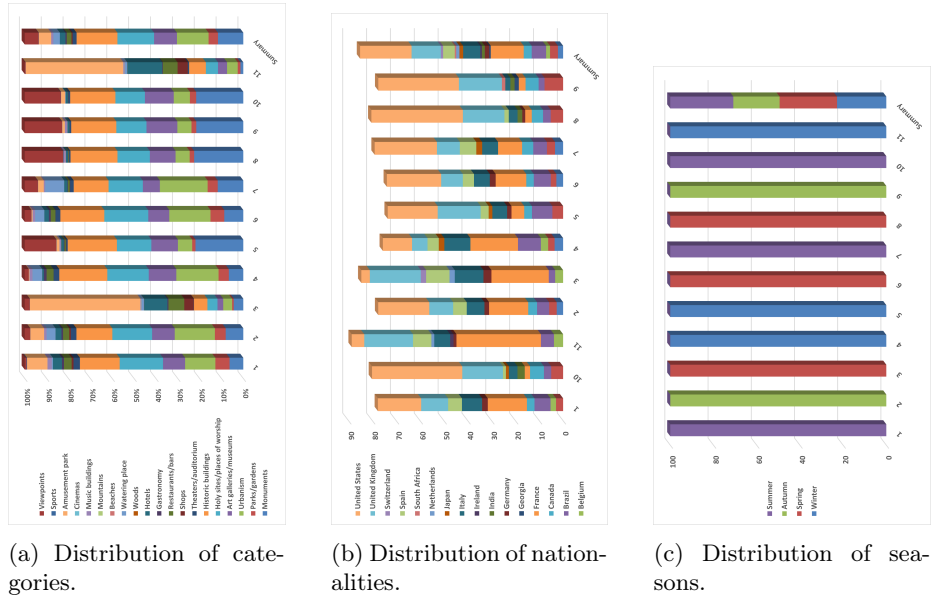 Summary
11
10
9
8
7
6
5
4
3
2
1
100%
90%
80%
70%
60%
50%
40%
30%
20%
10%
0%
Viewpoints
Sports
Amusement park
Cinemas
Music buildings
Mountains
Beaches
Watering place
Woods
Hotels
Gastronomy
Restaurants/bars
Shops
Theaters/auditorium
Historic buildings
Holy sites/places of worship
Art galleries/museums
Urbanism
Parks/gardens
Monuments
(a) Distribution of cate-
gories.
Summary
9
8
7
6
5
4
3
2
11
10
1
90
80
70
60
50
40
30
20
10
0
United States
United Kingdom
Switzerland
Spain
South Africa
Netherlands
Japan
Italy
Ireland
India
Germany
Georgia
France
Canada
Brazil
Belgium
(b) Distribution of nation-
alities.
Summary
11
10
9
8
7
6
5
4
3
2
1
100
80
60
40
20
0
Summer
Autumn
Spring
Winter
(c) Distribution of sea-
sons.